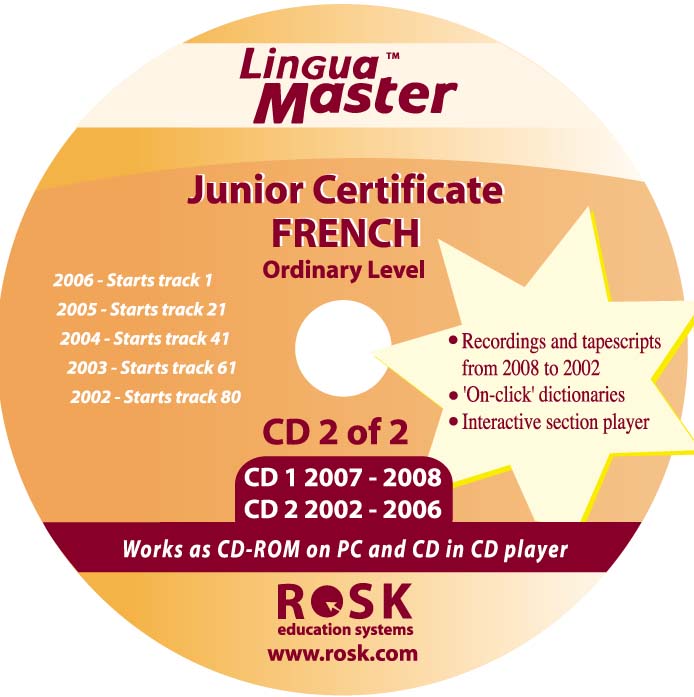 Lingua™
Master
Junior Certificate
FRENCH
Ordinary Level
2006 - Starts track 1
2005 - Starts track 21
2004 - Starts track 41
2003 - Starts track 61
2002 - Starts track 80
• Recordings and tapescripts
from 2008 to 2002
• 'On-click' dictionaries
• Interactive section player
CD 2 of 2
CD 1 2007 - 2008
CD 2 2002 - 2006
Works as CD-ROM on PC and CD in CD player
ROSK
education systems
www.rosk.com